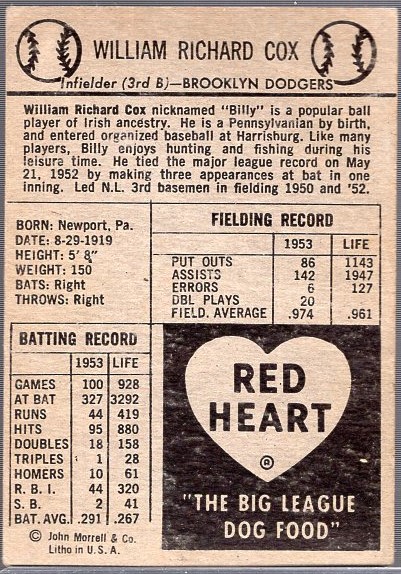 WILLIAM RICHARD COX
Infielder (3rd B)—BROOKLYN DODGERS
William Richard Cox nicknamed "Billy" is a popular ball
player of Irish ancestry. He is a Pennsylvanian by birth,
and entered organized baseball at Harrisburg. Like many
players, Billy enjoys hunting and fishing during his
leisure time. He tied the major league record on May
21, 1952 by making three appearances at bat in one
inning. Led N.L. 3rd basemen in fielding 1950 and '52.
BORN: Newport, Pa.
DATE: 8-29-1919
HEIGHT: 5' 8"
WEIGHT: 150
BATS: Right
THROWS: Right
FIELDING RECORD
1953 LIFE
PUT OUTS 86 1143
ASSISTS 142 1947
ERRORS 6 127
DBL PLAYS 20
FIELD. AVERAGE .974 .961
BATTING RECORD
1953 LIFE
GAMES 100 928
AT BAT 327 3292
RUNS 44 419
HITS 95 880
DOUBLES 18 158
TRIPLES 1 28
HOMERS 10 61
R.B.I. 44 320
S.B. 2 41
BAT. AVG. .291 .267
© John Morrell & Co.
Litho in U.S.A.
RED
HEART
®
"THE BIG LEAGUE
DOG FOOD"